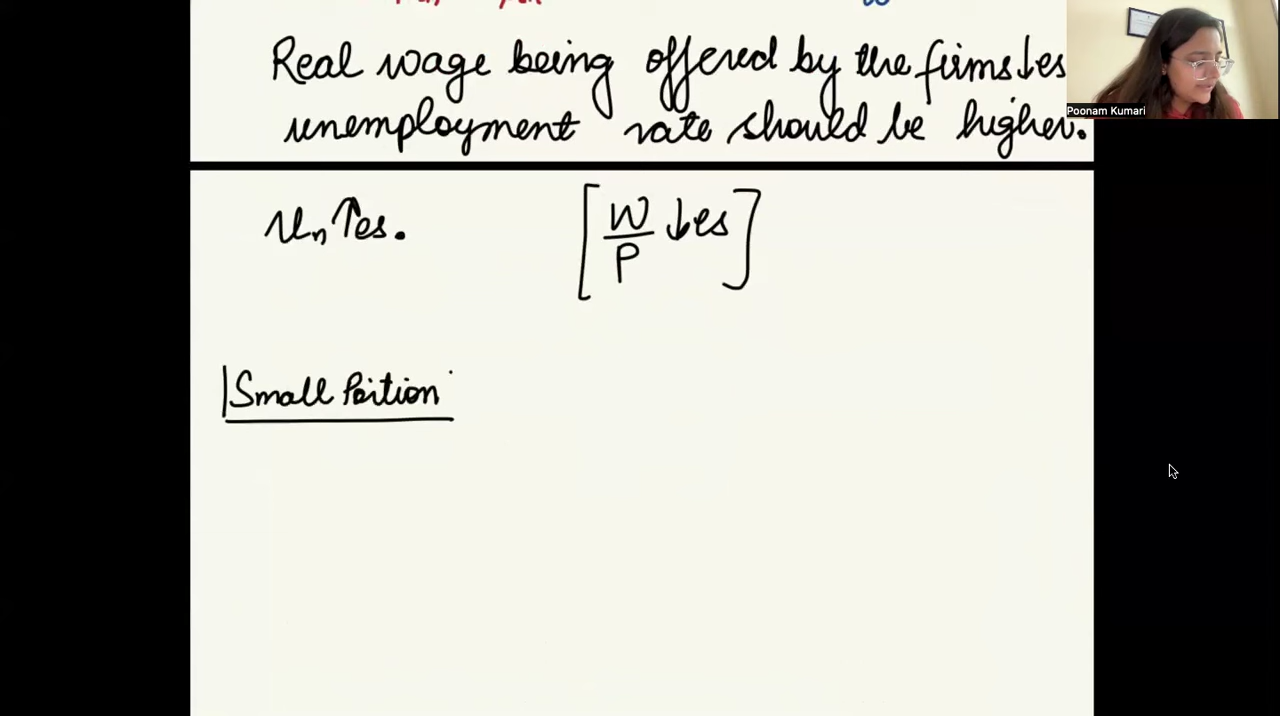 Real wage being offered by the firms ↓es
Poonam Kumari
unemployment rate should be higher.
uₙ ↑es. [W/P ↓es]
Small Portion